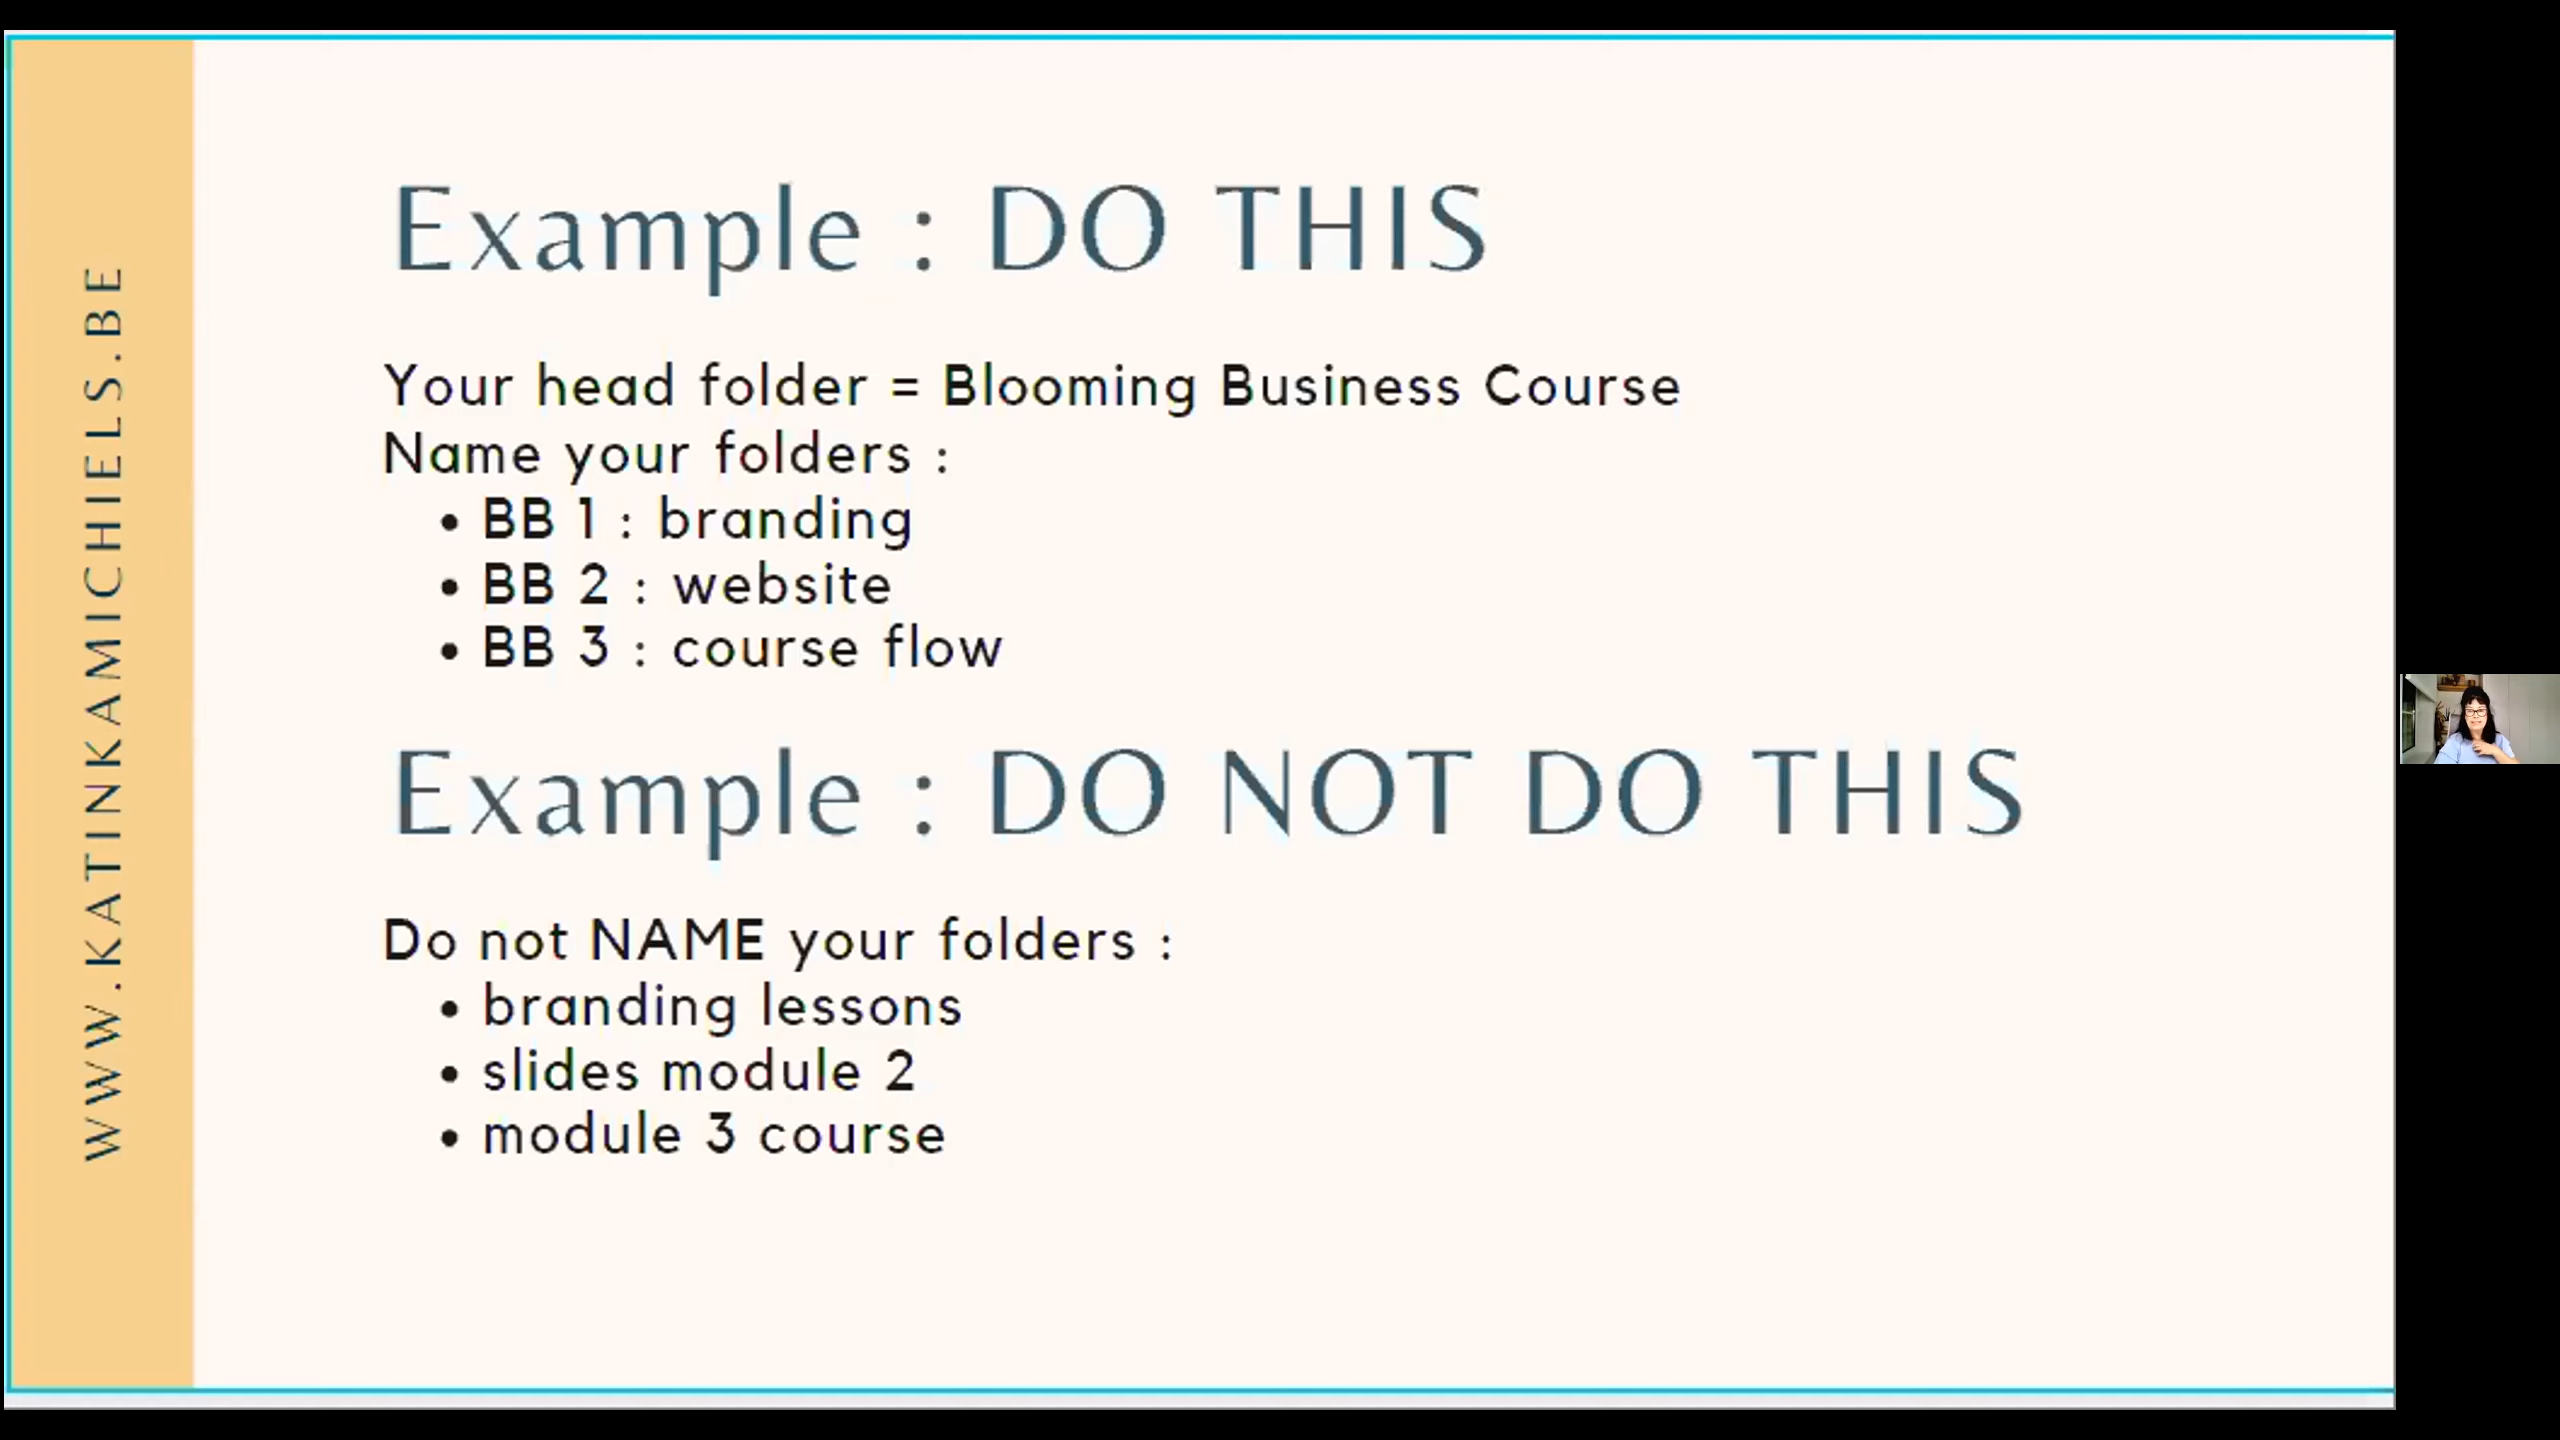 WWW.KATINKAMICHIELS.BE
Example : DO THIS
Your head folder = Blooming Business Course
Name your folders :
• BB 1 : branding
• BB 2 : website
• BB 3 : course flow
Example : DO NOT DO THIS
Do not NAME your folders :
• branding lessons
• slides module 2
• module 3 course